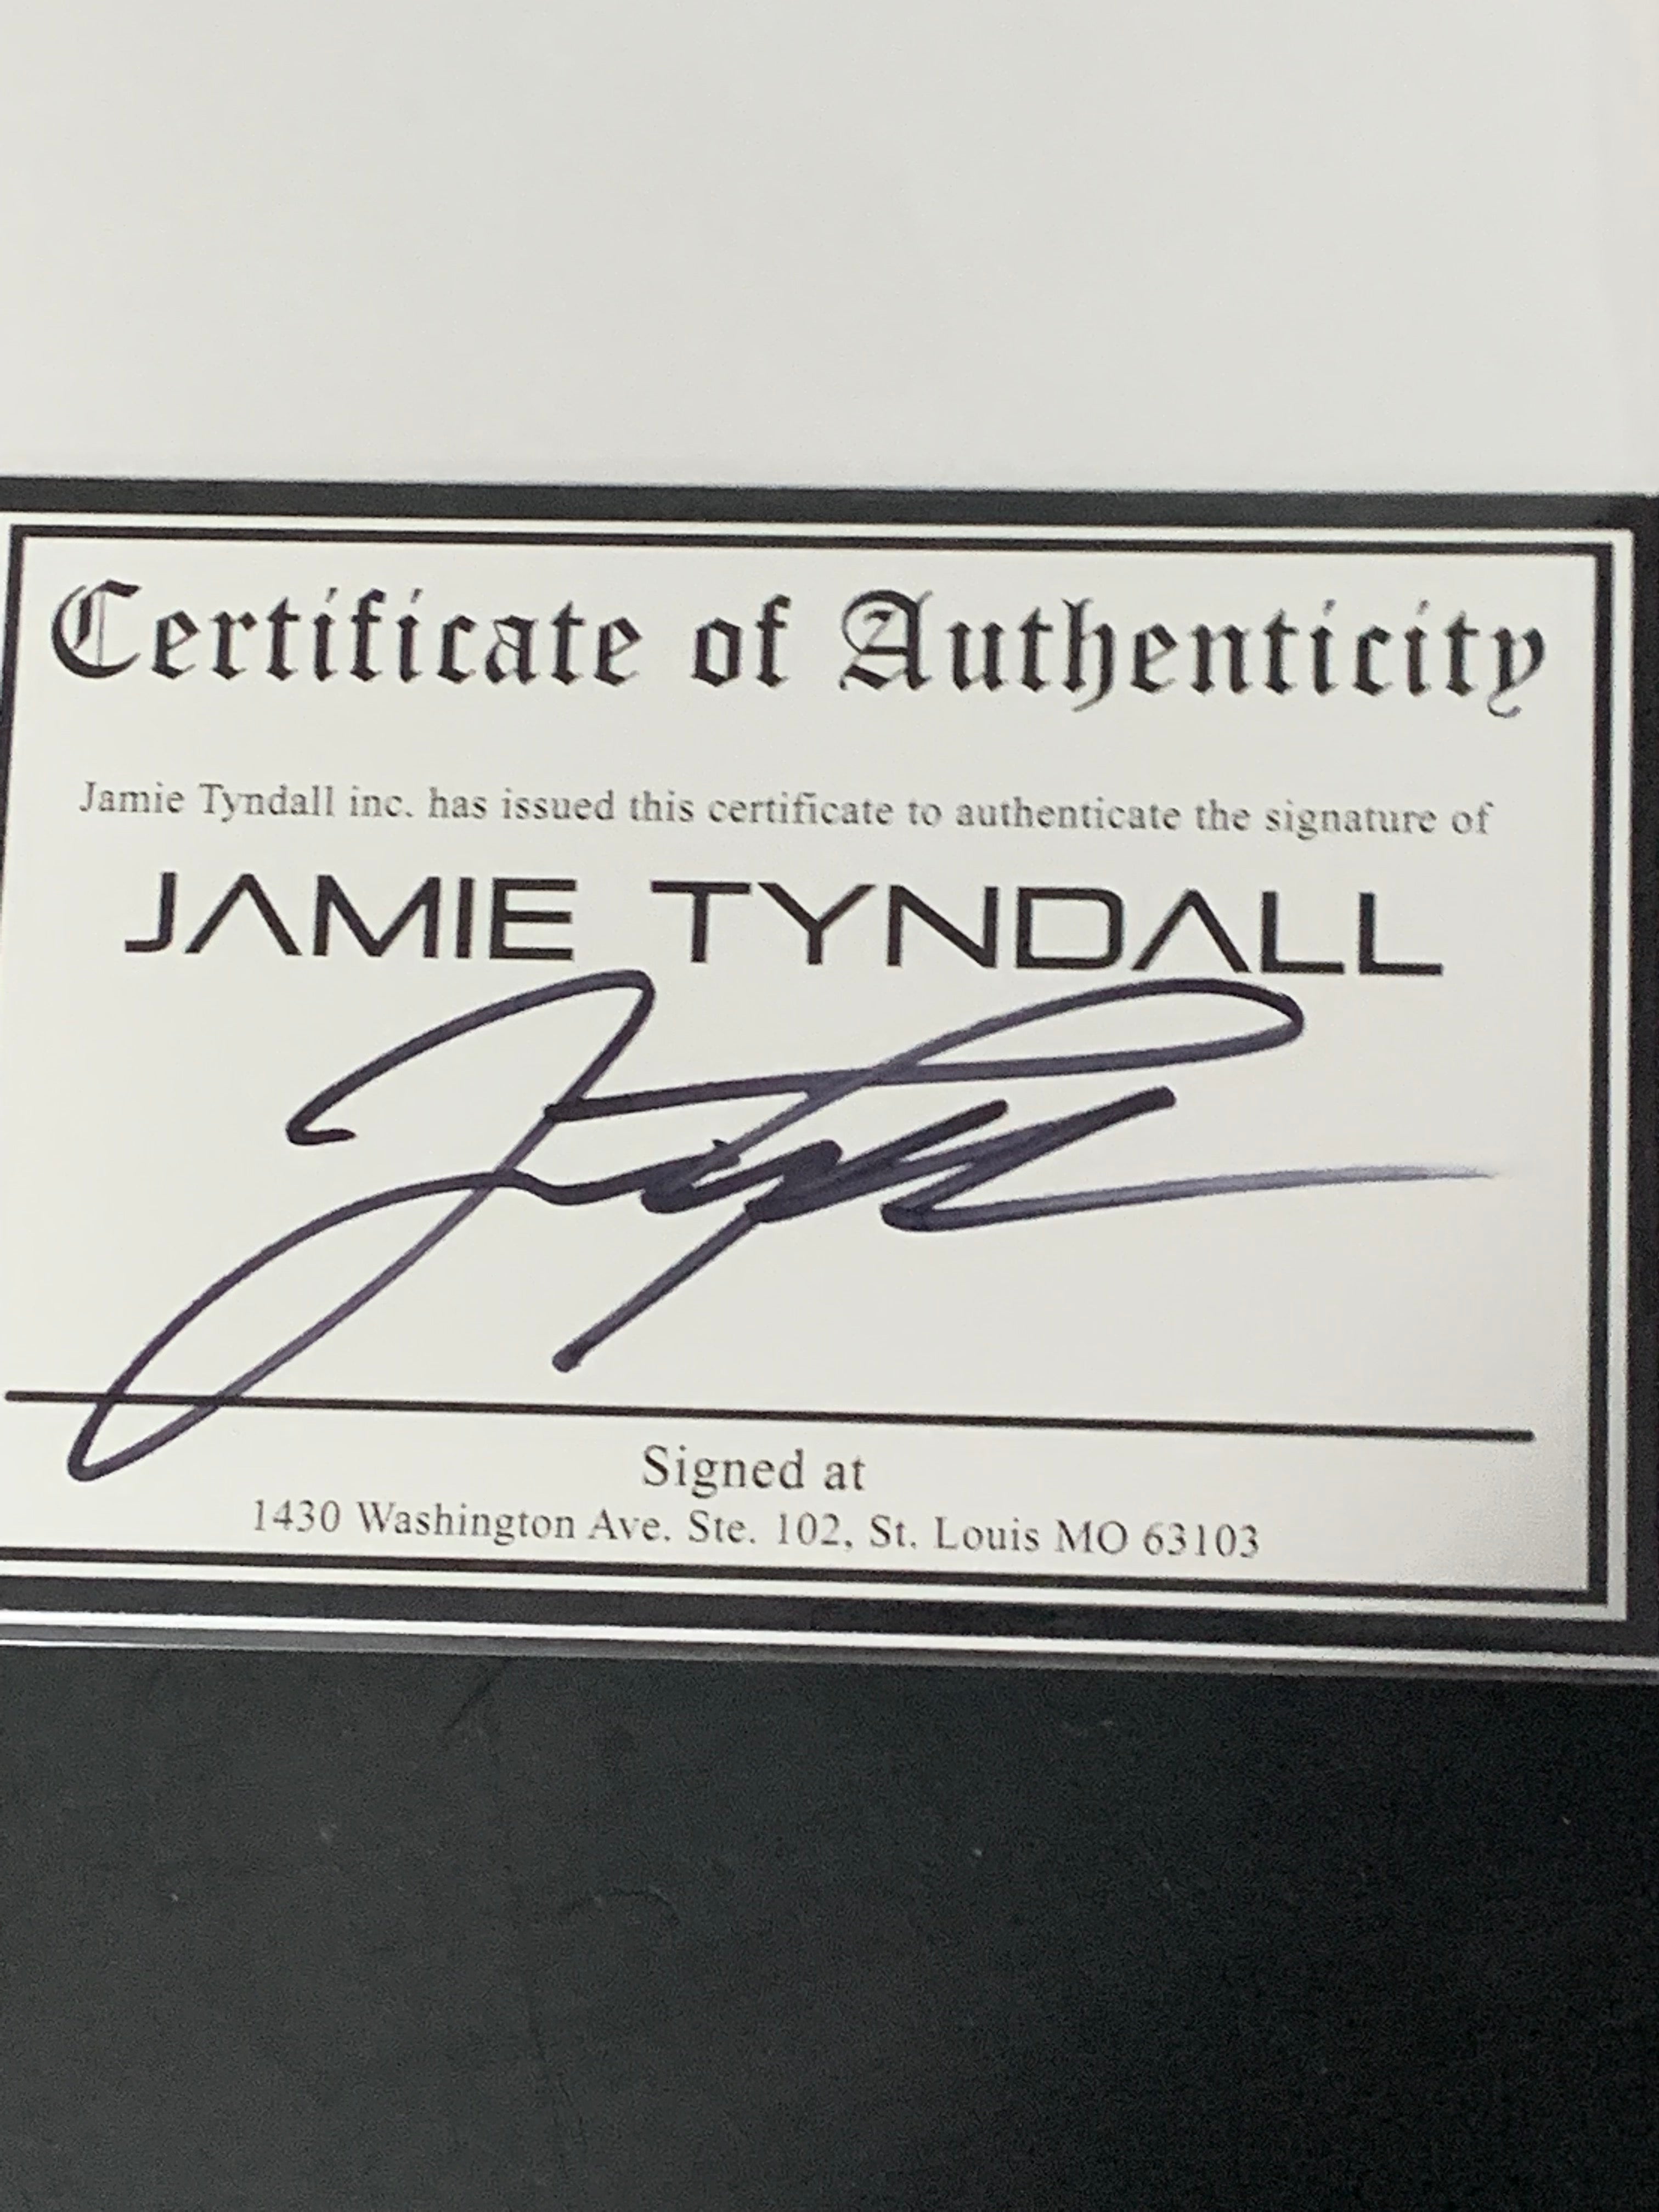 Certificate of Authenticity
Jamie Tyndall inc. has issued this certificate to authenticate the signature of
JAMIE TYNDALL
Signed at
1430 Washington Ave. Ste. 102, St. Louis MO 63103